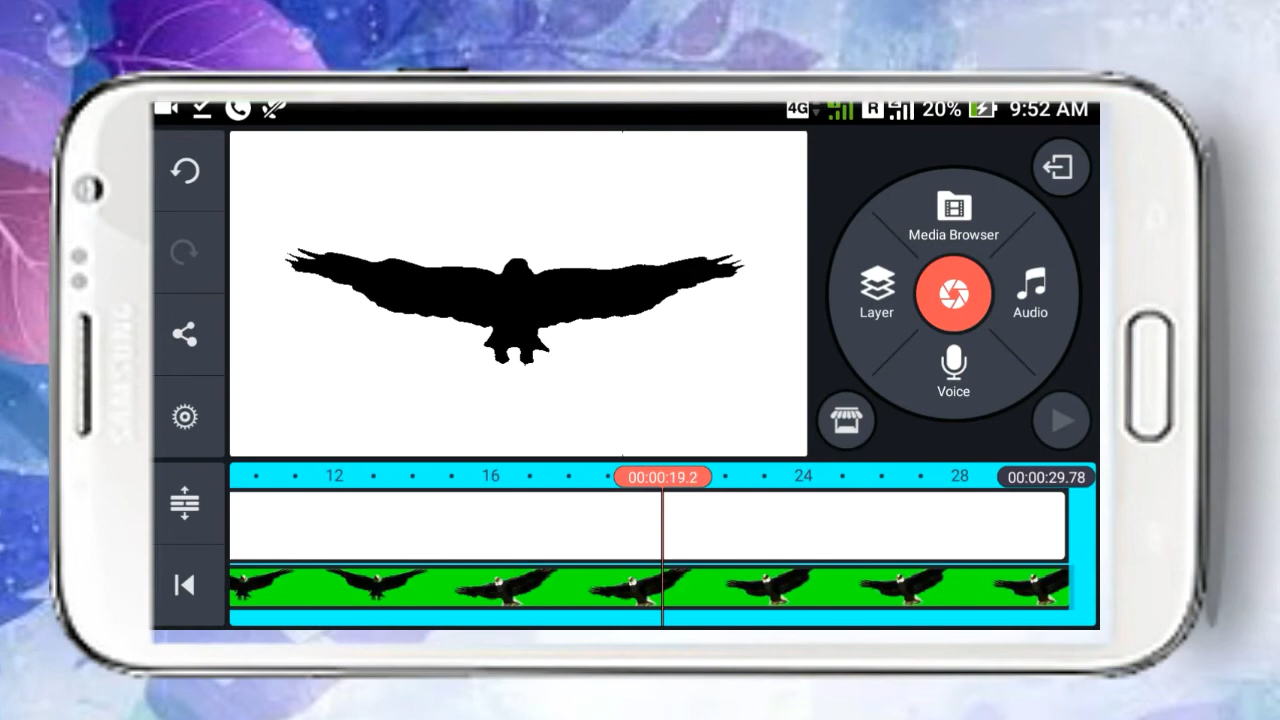 4G R 20% 9:52 AM
Media Browser
Layer
Audio
Voice
12 16 00:00:19.2 24 28 00:00:29.78
SAMSUNG